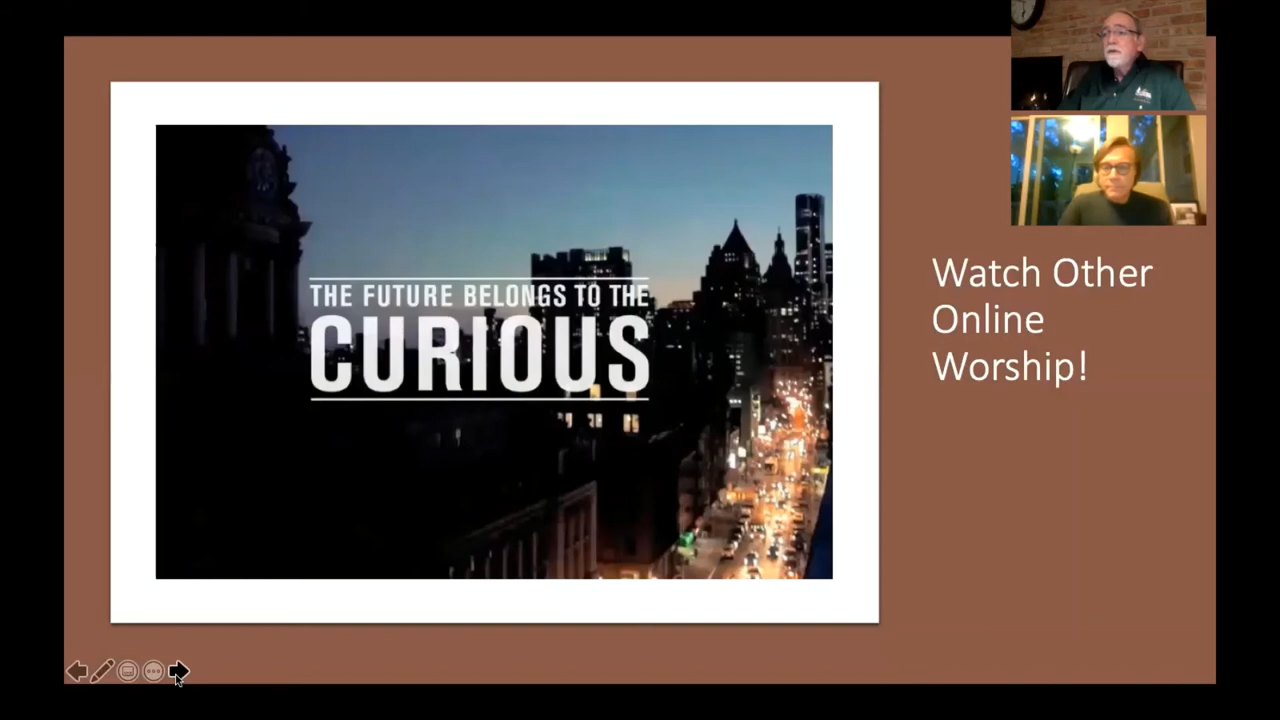 THE FUTURE BELONGS TO THE
CURIOUS
Watch Other
Online
Worship!